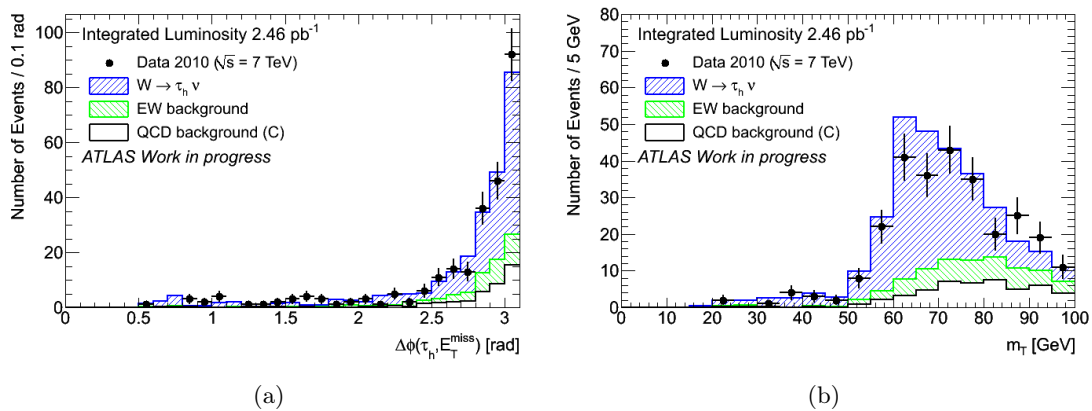 Number of Events / 0.1 rad
100
80
60
40
20
0
Integrated Luminosity 2.46 pb⁻¹
Data 2010 (√s = 7 TeV)
W → τₕ ν
EW background
QCD background (C)
ATLAS Work in progress
0 0.5 1 1.5 2 2.5 3
Δϕ(τₕ, E_T^miss) [rad]
(a)
Number of Events / 5 GeV
80
70
60
50
40
30
20
10
0
Integrated Luminosity 2.46 pb⁻¹
Data 2010 (√s = 7 TeV)
W → τₕ ν
EW background
QCD background (C)
ATLAS Work in progress
0 10 20 30 40 50 60 70 80 90 100
m_T [GeV]
(b)